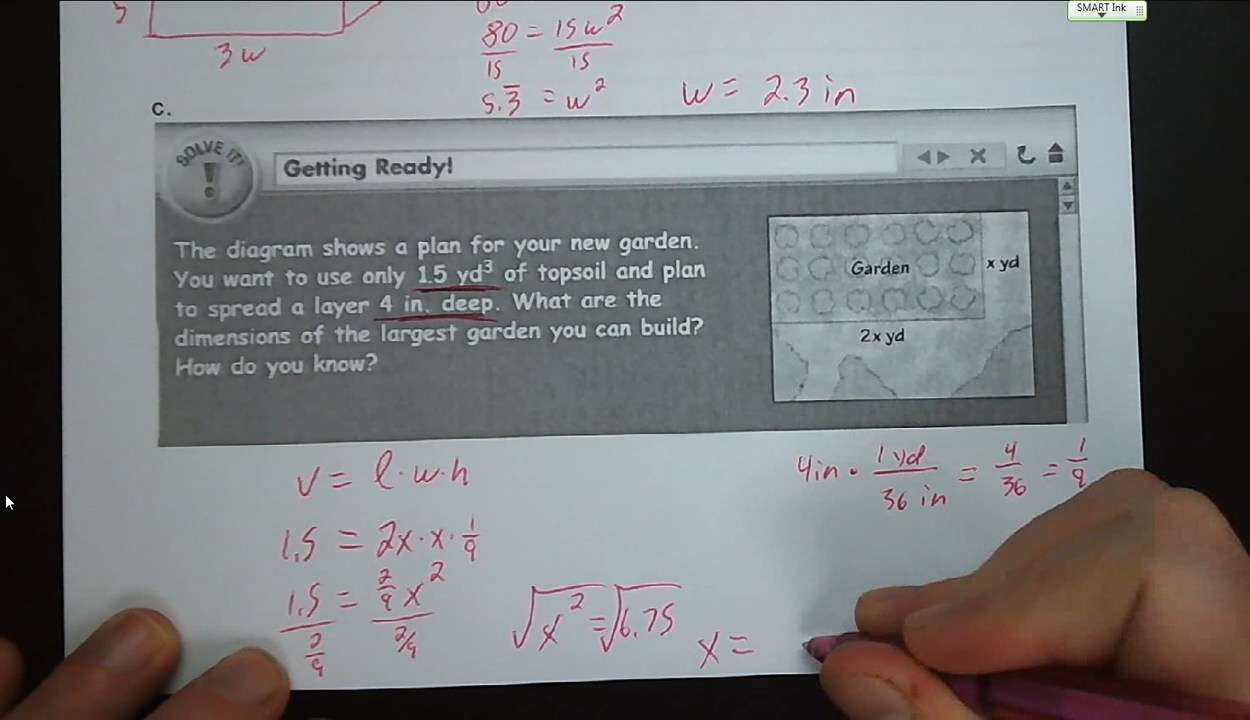 SMART Ink
5
3w
80 = 15w²
15 15
5.3̅ = w²
w = 2.3 in
c.
SOLVE IT!
Getting Ready!
The diagram shows a plan for your new garden.
You want to use only 1.5 yd³ of topsoil and plan
to spread a layer 4 in. deep. What are the
dimensions of the largest garden you can build?
How do you know?
Garden
x yd
2x yd
V = l·w·h
4in · 1 yd/36 in = 4/36 = 1/9
1.5 = 2x·x·1/9
1.5 = 2/9 x²
2/9 2/9
√x² = √6.75
x =